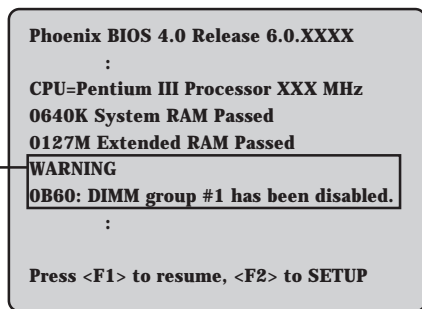 Phoenix BIOS 4.0 Release 6.0.XXXX
:
CPU=Pentium III Processor XXX MHz
0640K System RAM Passed
0127M Extended RAM Passed
WARNING
0B60: DIMM group #1 has been disabled.
:
Press <F1> to resume, <F2> to SETUP